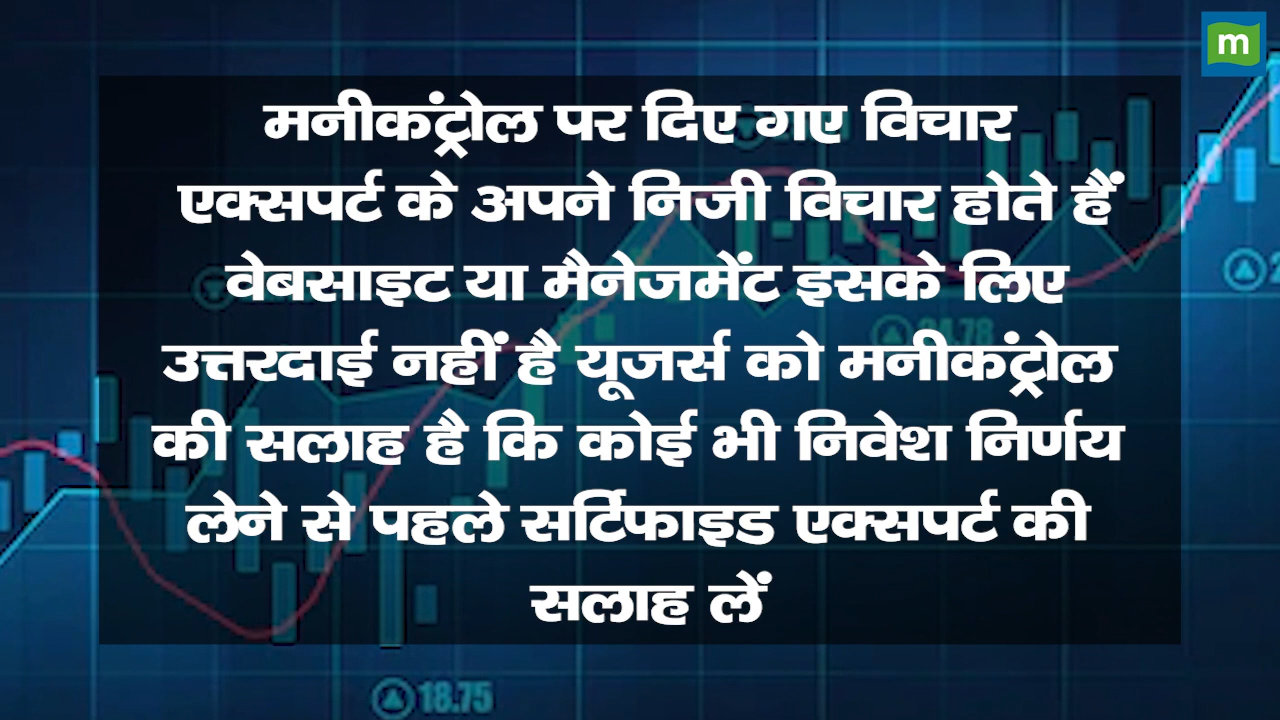 m
मनीकंट्रोल पर दिए गए विचार
एक्सपर्ट के अपने निजी विचार होते हैं
वेबसाइट या मैनेजमेंट इसके लिए
उत्तरदाई नहीं है यूजर्स को मनीकंट्रोल
की सलाह है कि कोई भी निवेश निर्णय
लेने से पहले सर्टिफाइड एक्सपर्ट की
सलाह लें
18.75